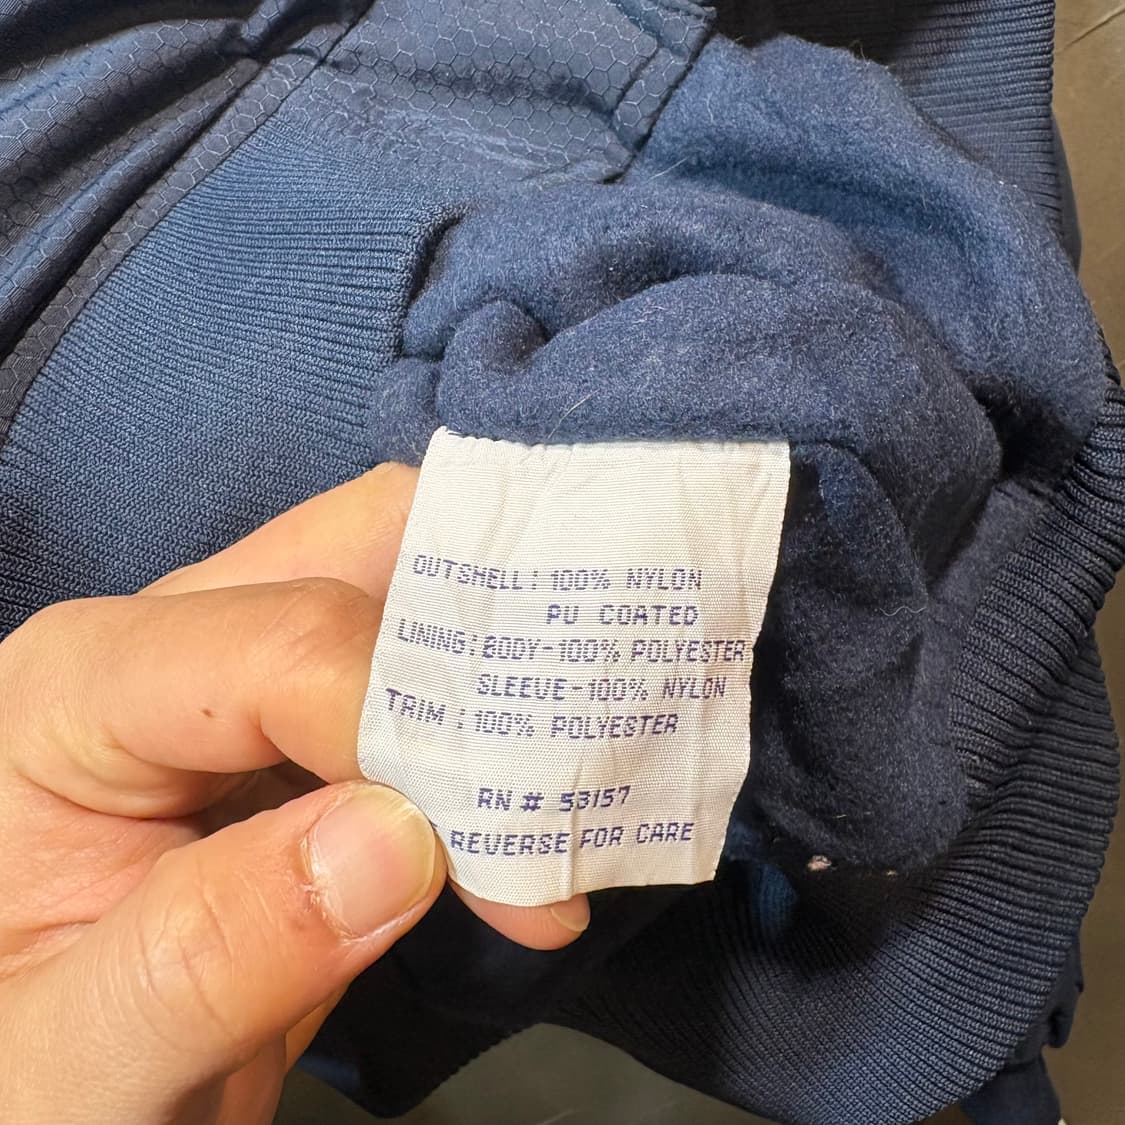 OUTSHELL: 100% NYLON
PU COATED
LINING: BODY-100% POLYESTER
SLEEVE-100% NYLON
TRIM : 100% POLYESTER
RN # 53157
REVERSE FOR CARE